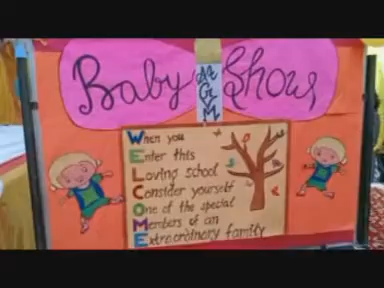 Baby Show
AGM
When you
Enter this
Loving school
Consider yourself
One of the special
Members of an
Extraordinary family